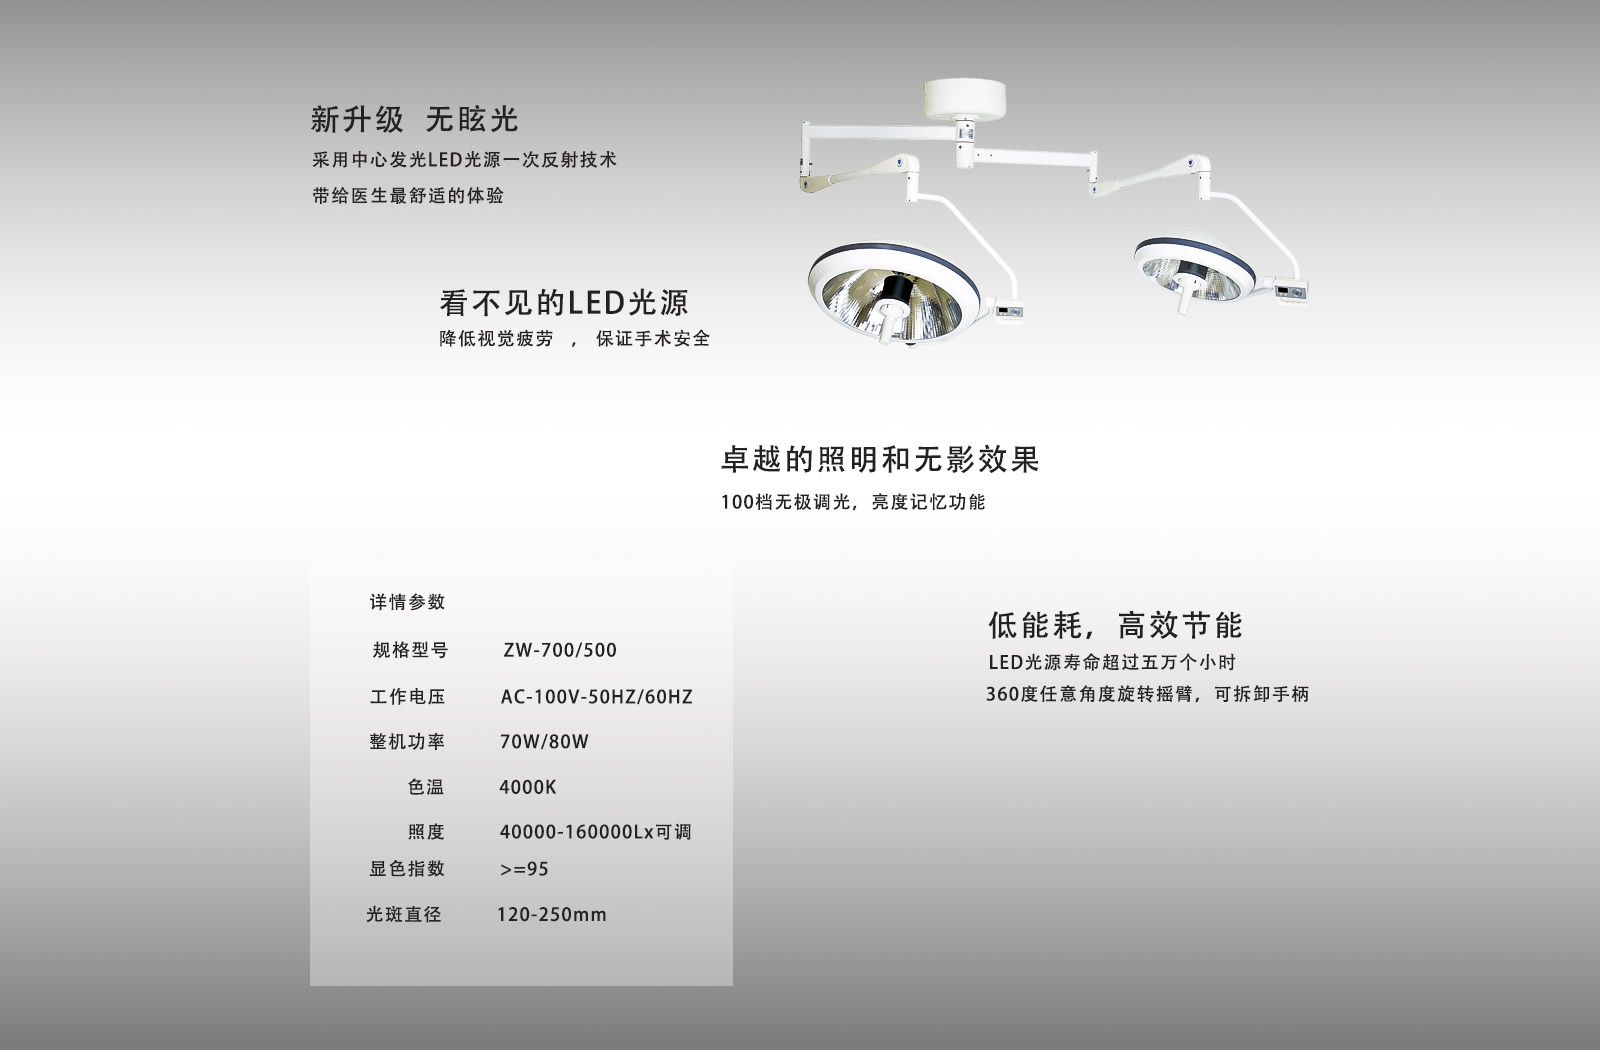 新升级 无眩光
采用中心发光LED光源一次反射技术
带给医生最舒适的体验
看不见的LED光源
降低视觉疲劳 ， 保证手术安全
卓越的照明和无影效果
100档无极调光，亮度记忆功能
详情参数
规格型号 ZW-700/500
工作电压 AC-100V-50HZ/60HZ
整机功率 70W/80W
色温 4000K
照度 40000-160000Lx可调
显色指数 >=95
光斑直径 120-250mm
低能耗，高效节能
LED光源寿命超过五万个小时
360度任意角度旋转摇臂，可拆卸手柄